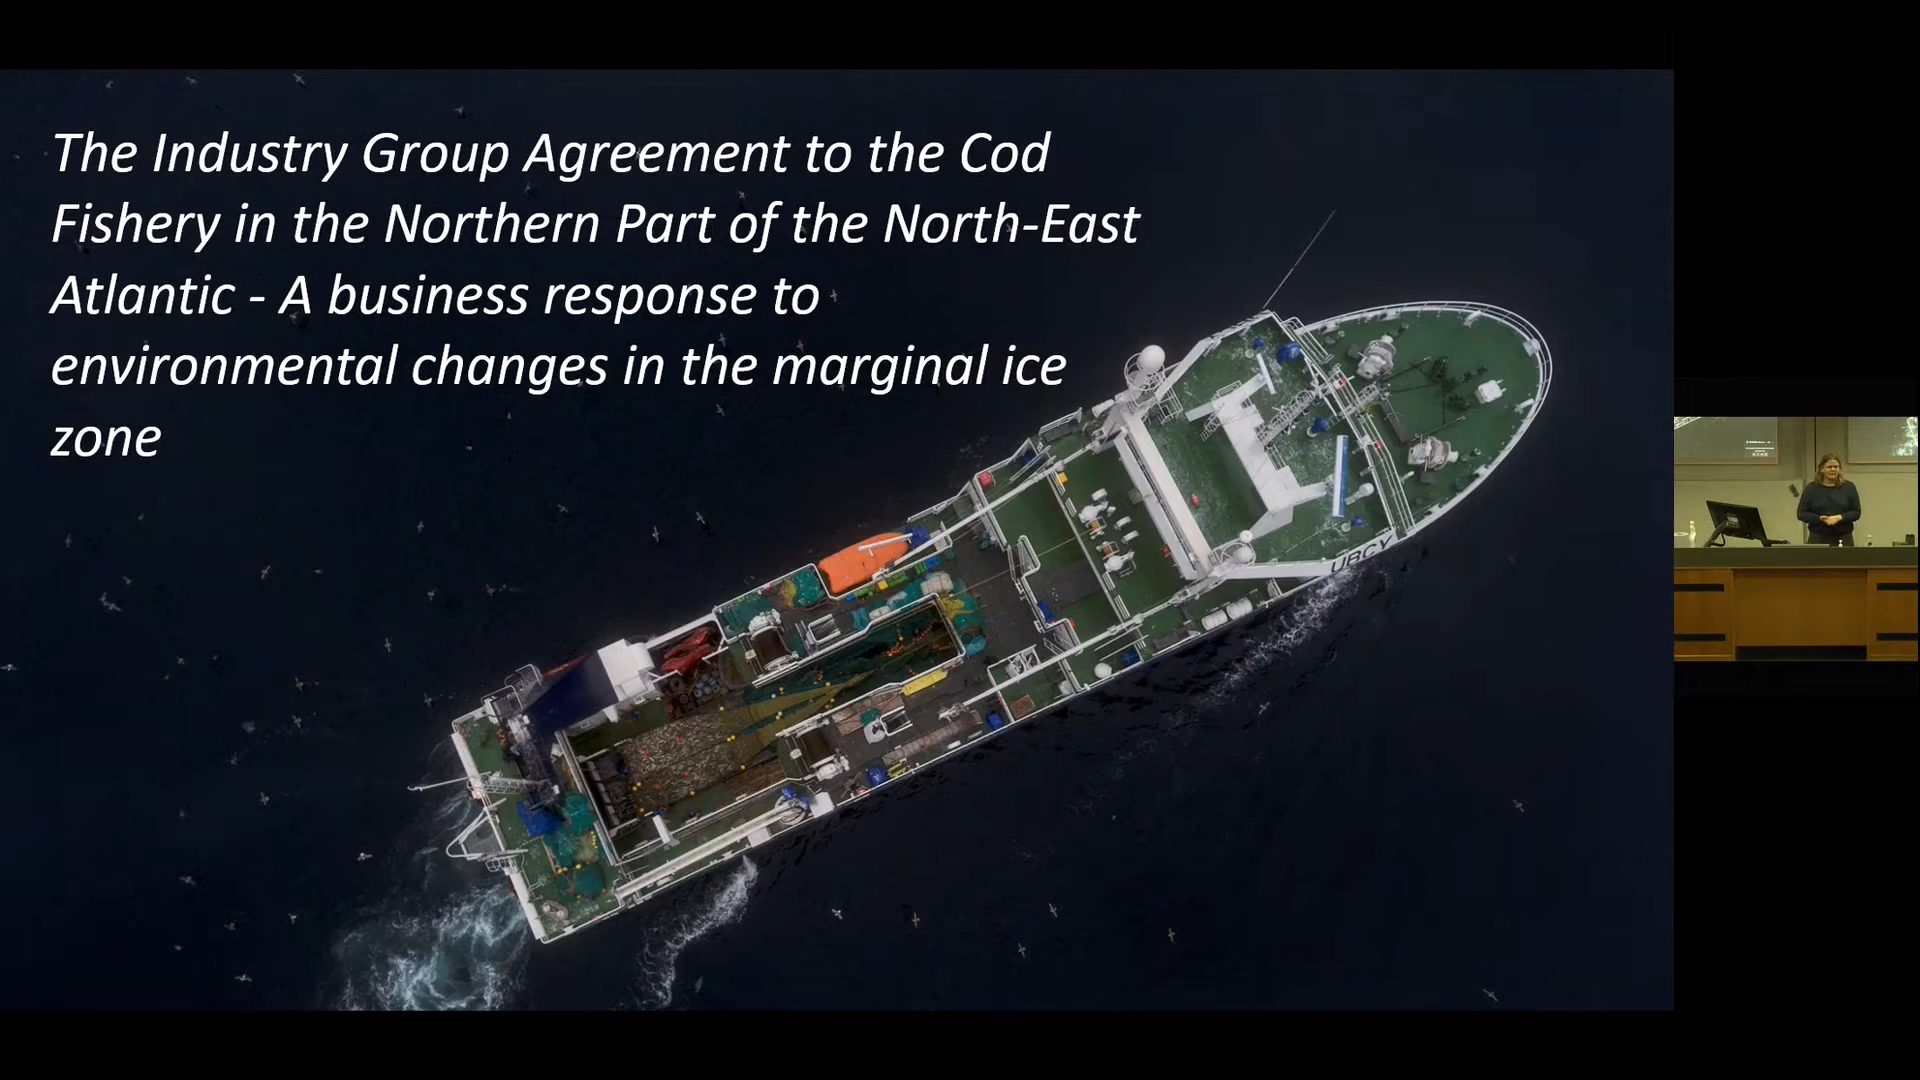 The Industry Group Agreement to the Cod
Fishery in the Northern Part of the North-East
Atlantic - A business response to
environmental changes in the marginal ice
zone
URCY